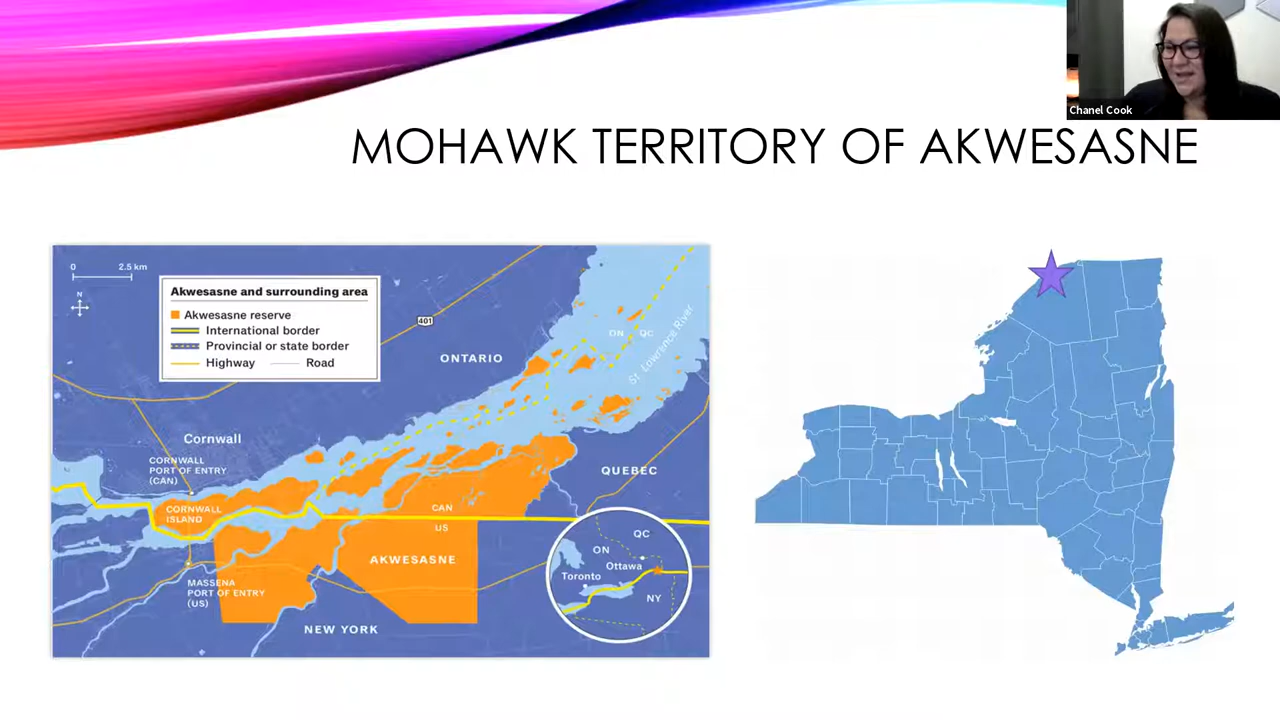 Chanel Cook
MOHAWK TERRITORY OF AKWESASNE
0 2.5 km
N
Akwesasne and surrounding area
Akwesasne reserve
International border
Provincial or state border
Highway Road
401
ONTARIO
ON QC
St. Lawrence River
Cornwall
CORNWALL
PORT OF ENTRY
(CAN)
QUEBEC
CORNWALL
ISLAND
CAN
US
AKWESASNE
MASSENA
PORT OF ENTRY
(US)
NEW YORK
QC
ON
Ottawa
Toronto
NY